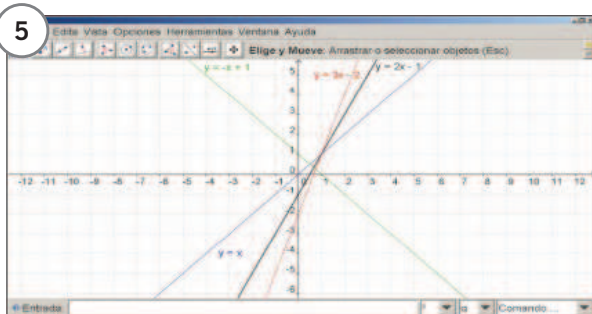 5
Edita Vista Opciones Herramientas Ventana Ayuda
Elige y Mueve: Arrastrar o seleccionar objetos (Esc)
y = -x + 1
y = 3x - 2
y = 2x - 1
5
4
3
2
1
0
-12 -11 -10 -9 -8 -7 -6 -5 -4 -3 -2 -1 0 1 2 3 4 5 6 7 8 9 10 11 12
-1
-2
-3
y = x
-4
-5
-6
Entrada
α
Comando...